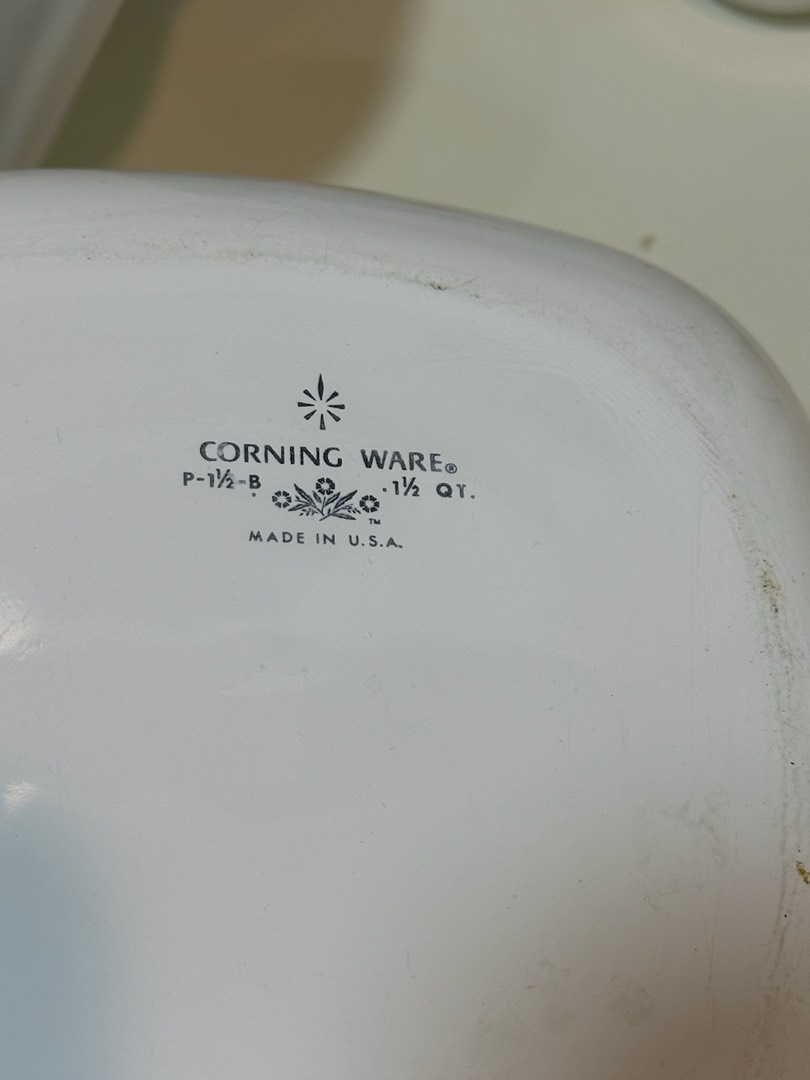 CORNING WARE®
P-1½-B · 1½ QT.
™
MADE IN U.S.A.